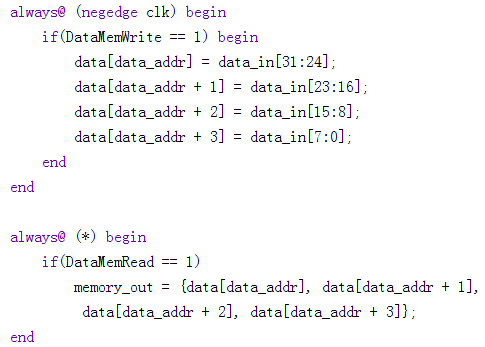 always@ (negedge clk) begin
if(DataMemWrite == 1) begin
data[data_addr] = data_in[31:24];
data[data_addr + 1] = data_in[23:16];
data[data_addr + 2] = data_in[15:8];
data[data_addr + 3] = data_in[7:0];
end
end
always@ (*) begin
if(DataMemRead == 1)
memory_out = {data[data_addr], data[data_addr + 1],
data[data_addr + 2], data[data_addr + 3]};
end